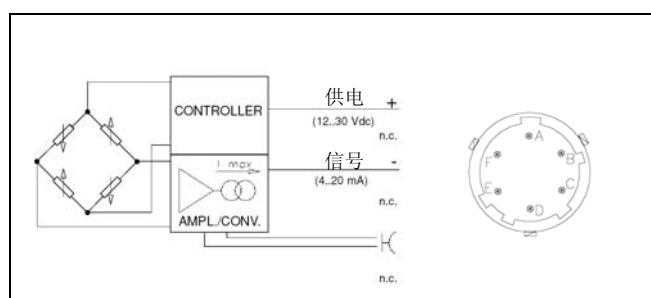 供电
+
CONTROLLER
(12..30 Vdc)
n.c.
信号
-
I max
(4..20 mA)
n.c.
AMPL./CONV.
n.c.
A
B
C
D
E
F